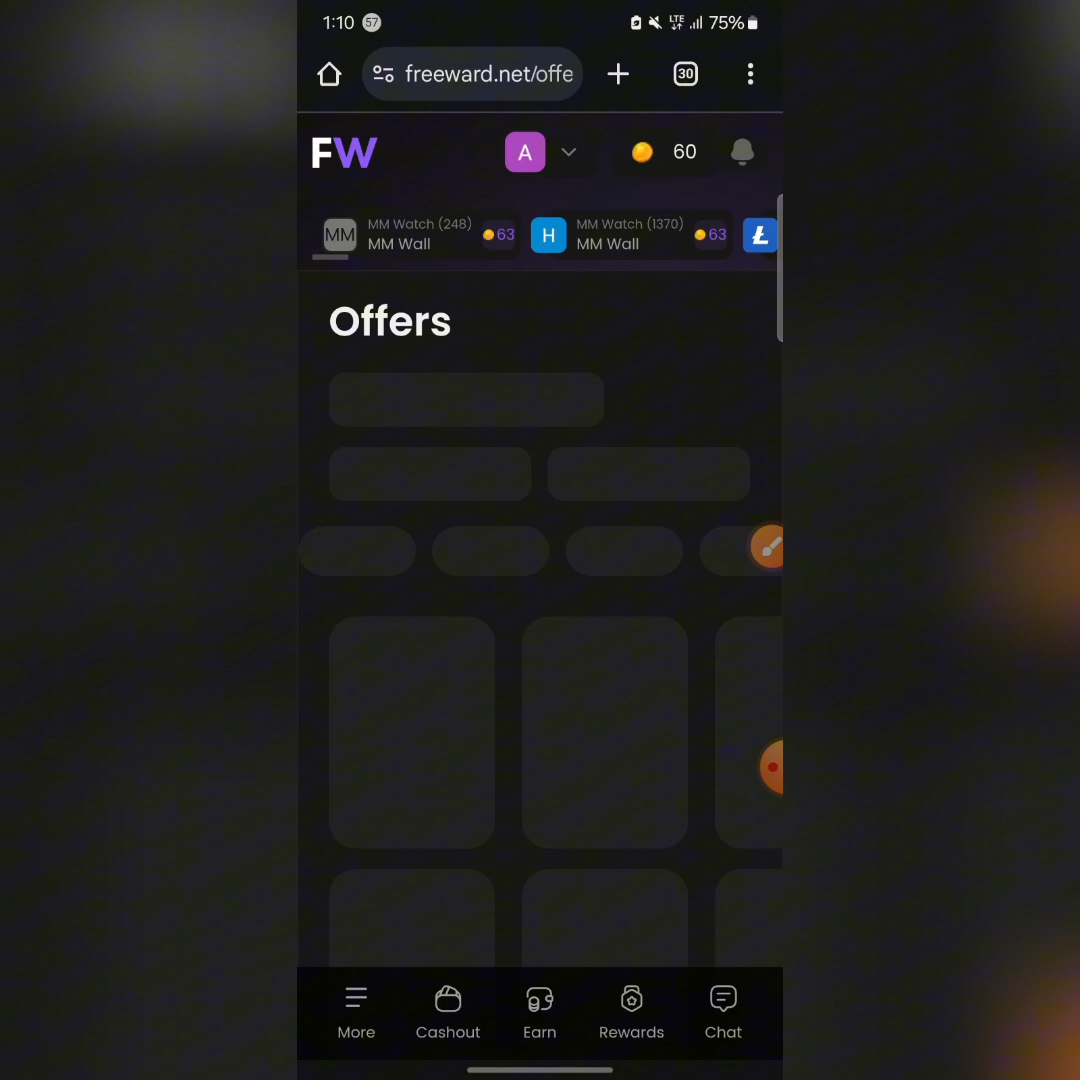 1:10 57 LTE 75%
freeward.net/offe 30
FW A 60
MM MM Watch (248) 63 H MM Watch (1370) 63
MM Wall MM Wall
Offers
More Cashout Earn Rewards Chat